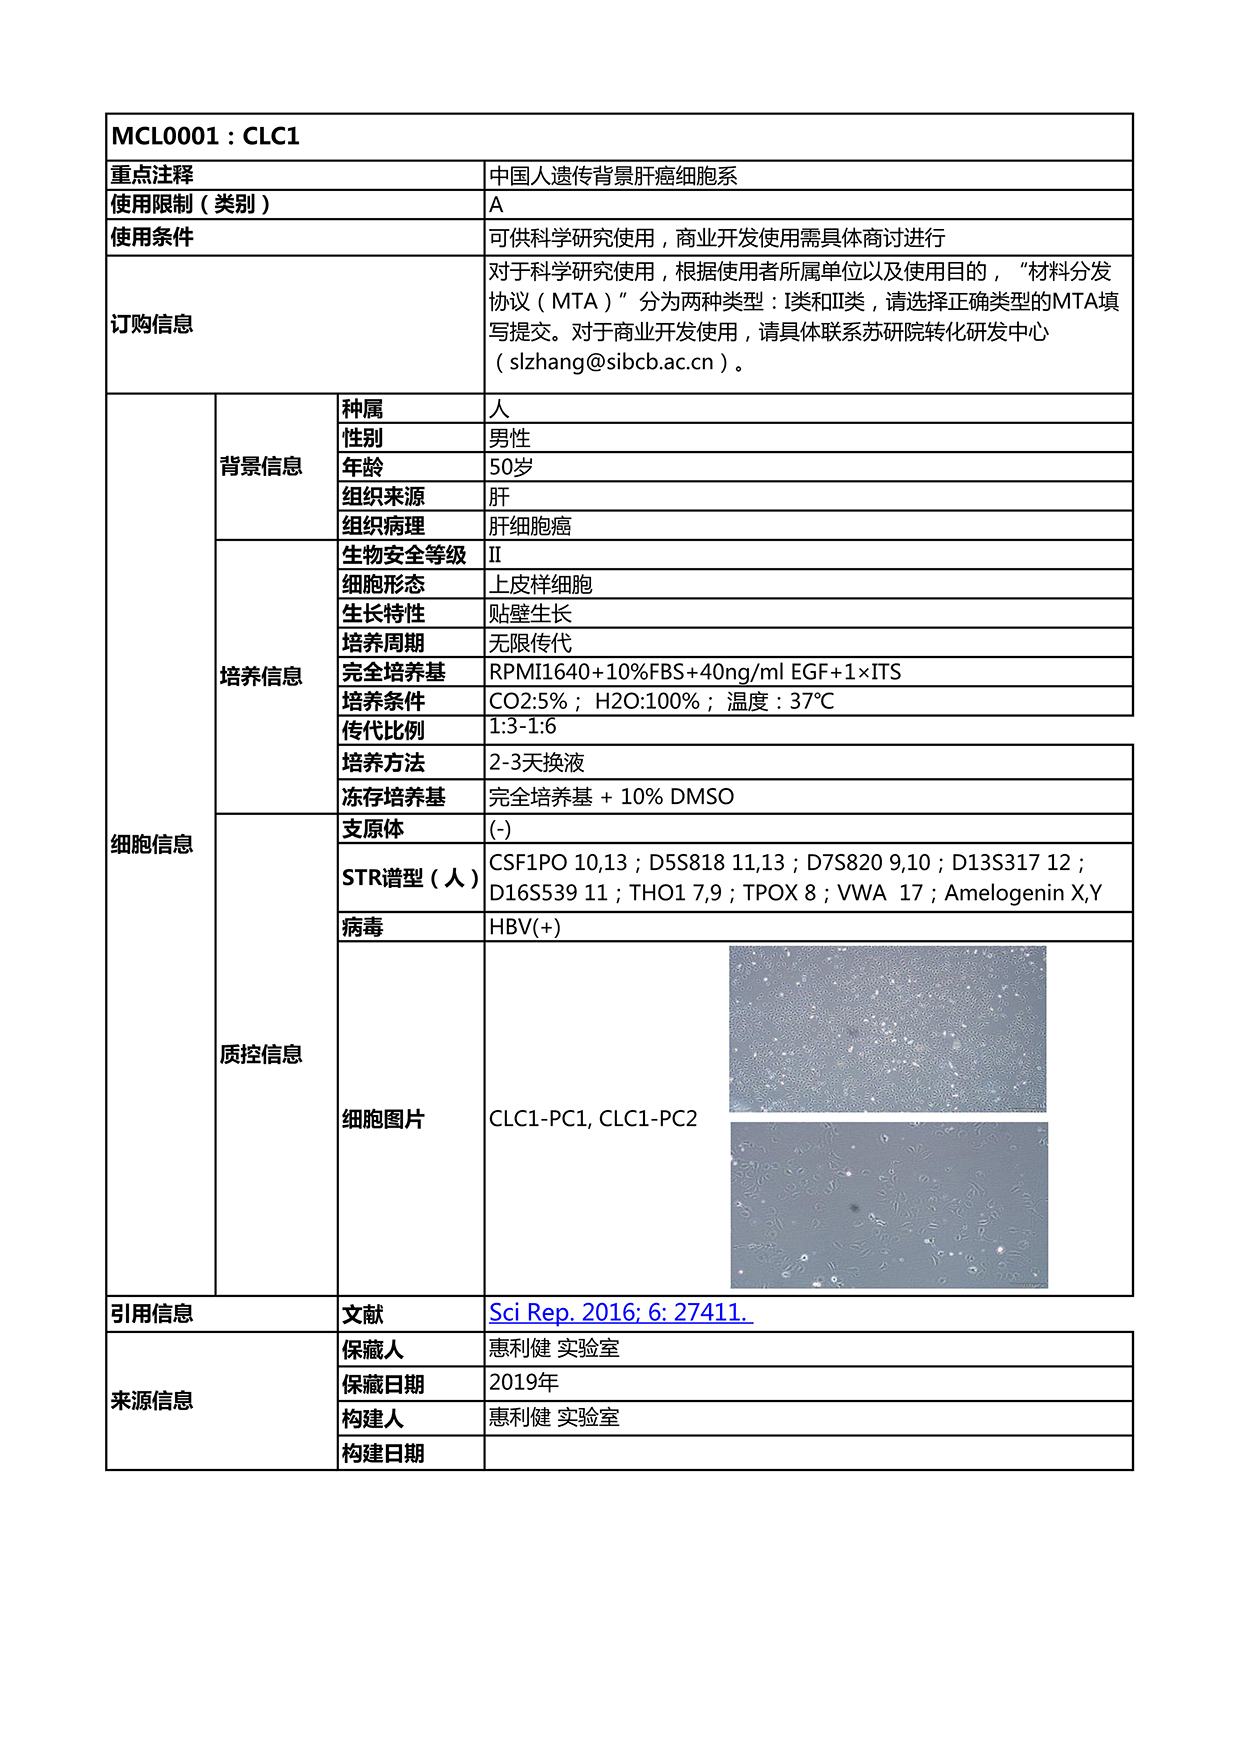 MCL0001：CLC1
重点注释
中国人遗传背景肝癌细胞系
使用限制（类别）
A
使用条件
可供科学研究使用，商业开发使用需具体商讨进行
订购信息
对于科学研究使用，根据使用者所属单位以及使用目的，“材料分发
协议（MTA）”分为两种类型：I类和II类，请选择正确类型的MTA填
写提交。对于商业开发使用，请具体联系苏研院转化研发中心
（slzhang@sibcb.ac.cn）。
细胞信息
背景信息
种属
人
性别
男性
年龄
50岁
组织来源
肝
组织病理
肝细胞癌
培养信息
生物安全等级
II
细胞形态
上皮样细胞
生长特性
贴壁生长
培养周期
无限传代
完全培养基
RPMI1640+10%FBS+40ng/ml EGF+1×ITS
培养条件
CO2:5%； H2O:100%； 温度：37℃
传代比例
1:3-1:6
培养方法
2-3天换液
冻存培养基
完全培养基 + 10% DMSO
质控信息
支原体
(-)
STR谱型（人）
CSF1PO 10,13；D5S818 11,13；D7S820 9,10；D13S317 12；
D16S539 11；THO1 7,9；TPOX 8；VWA 17；Amelogenin X,Y
病毒
HBV(+)
细胞图片
CLC1-PC1, CLC1-PC2
引用信息
文献
Sci Rep. 2016; 6: 27411.
来源信息
保藏人
惠利健 实验室
保藏日期
2019年
构建人
惠利健 实验室
构建日期